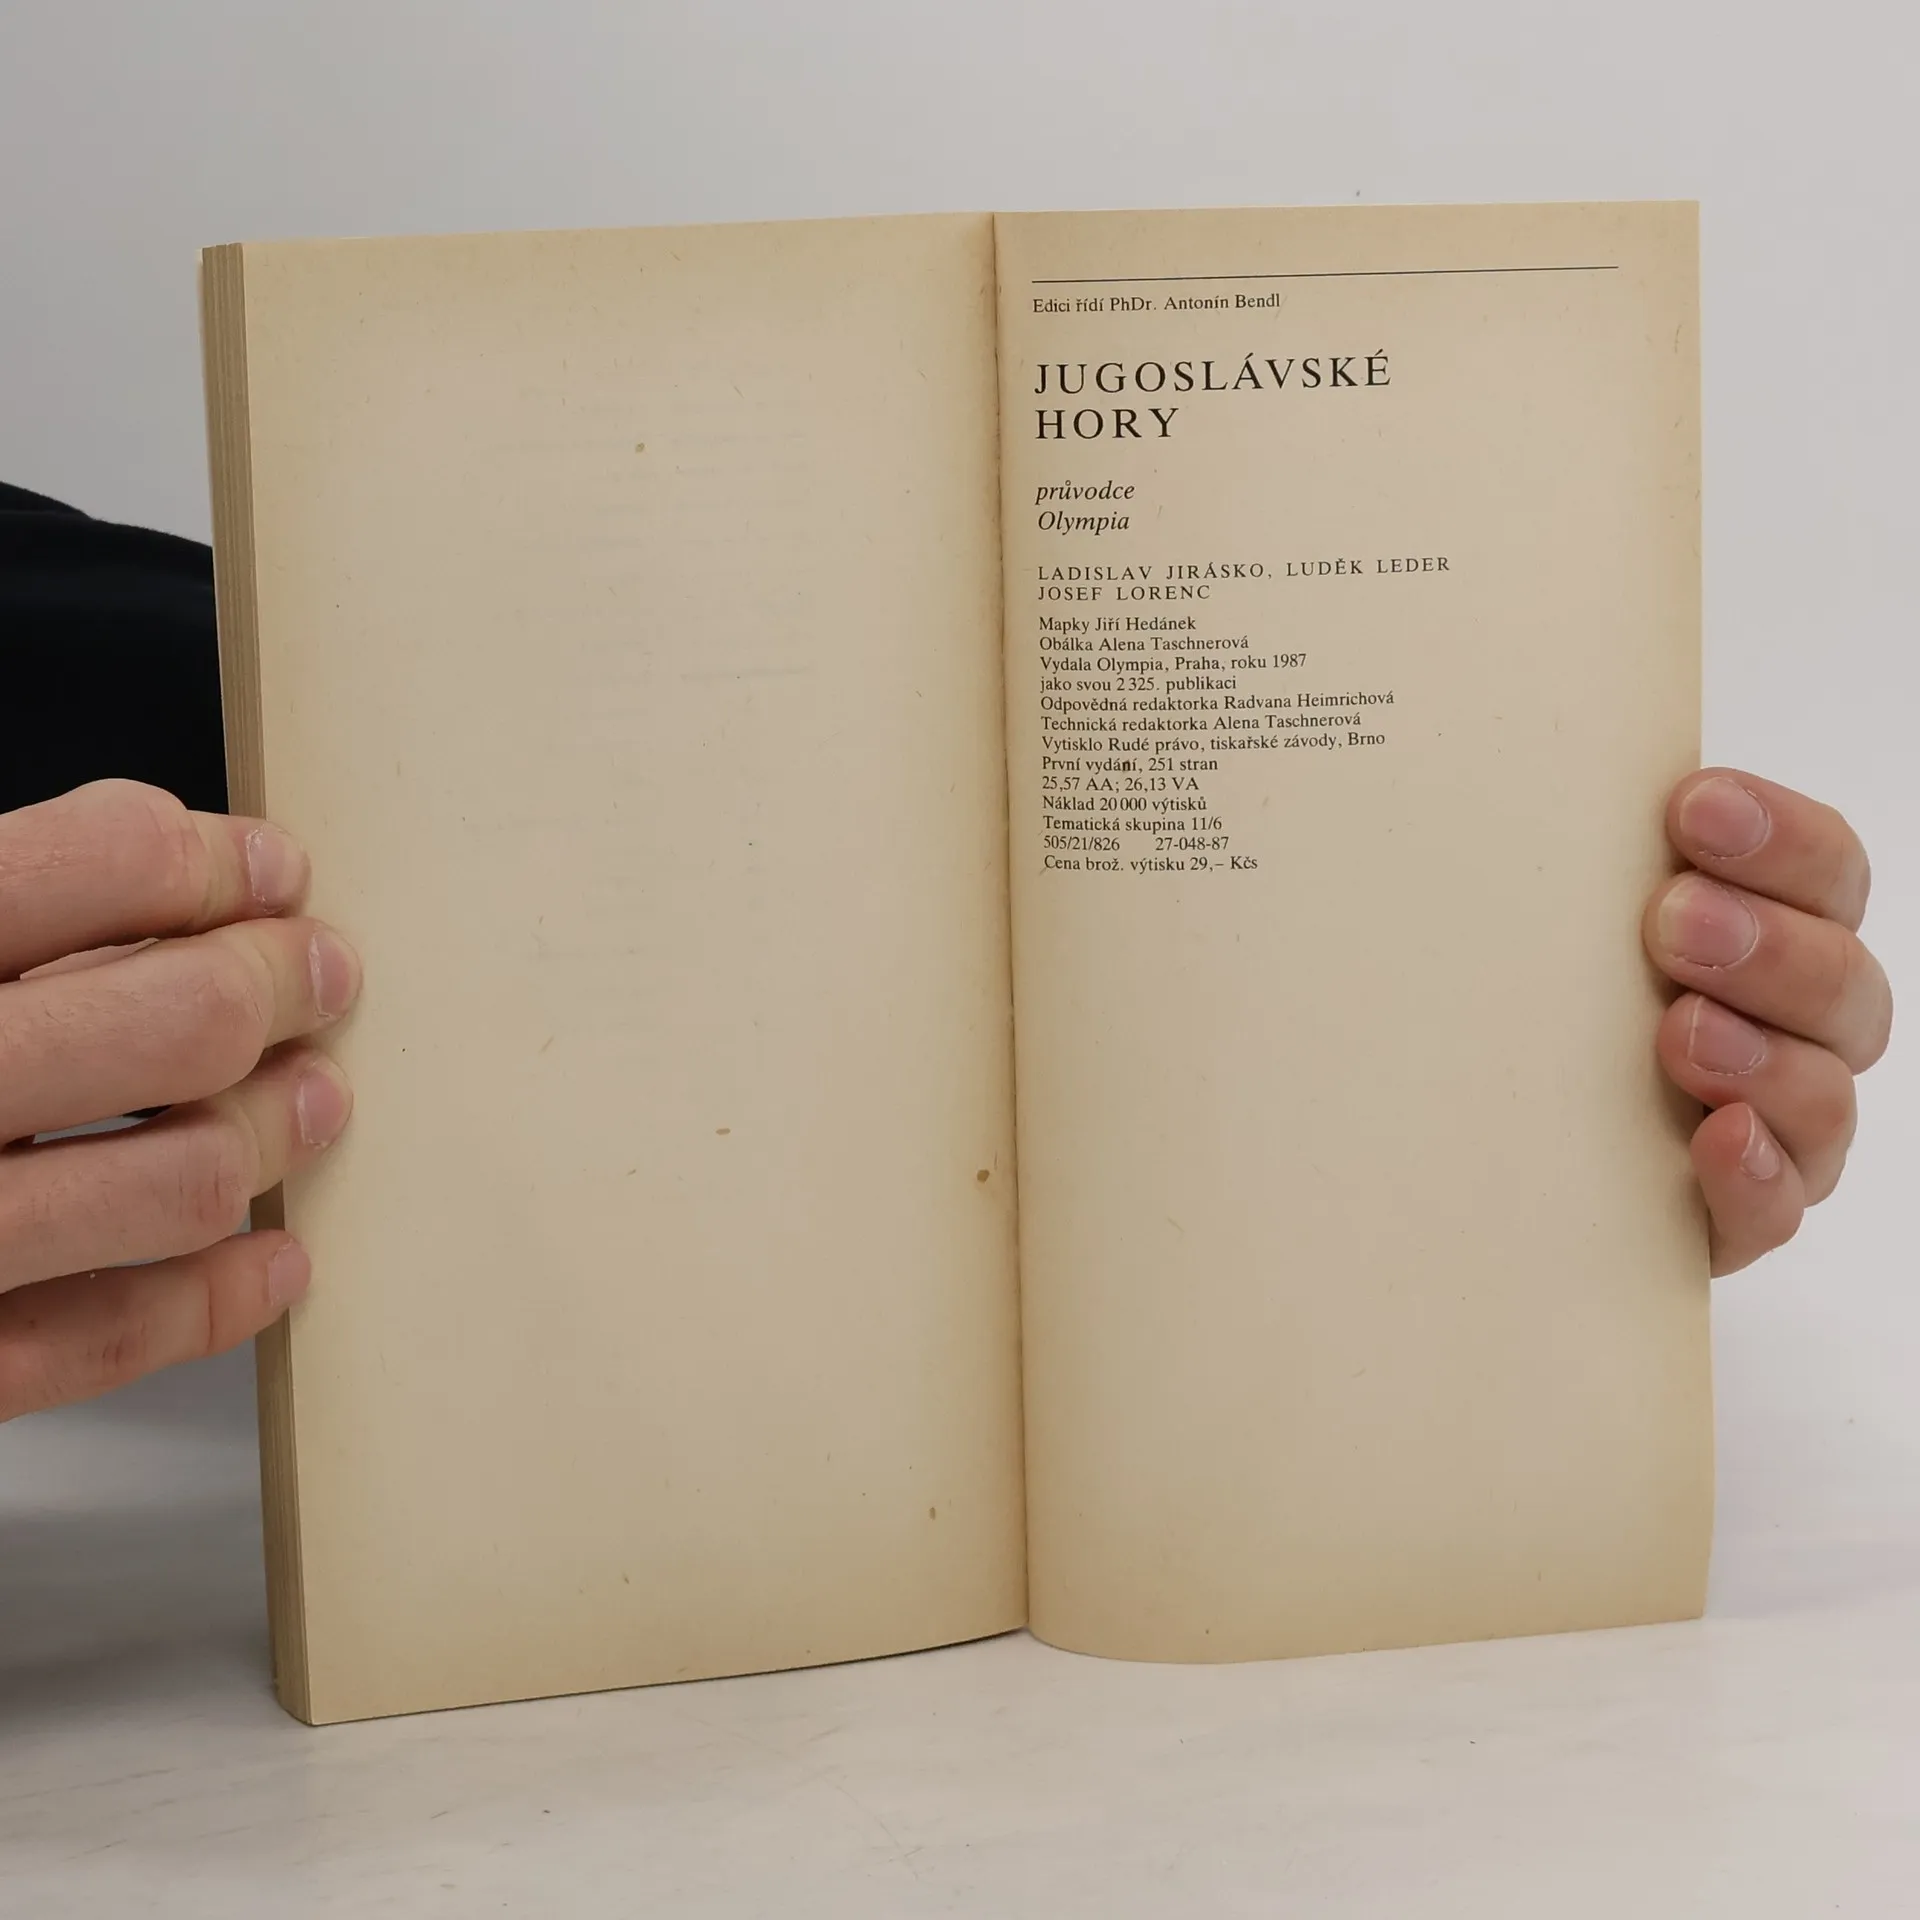 Edici řídí PhDr. Antonín Bendl
JUGOSLÁVSKÉ
HORY
průvodce
Olympia
LADISLAV JIRÁSKO, LUDĚK LEDER
JOSEF LORENC
Mapky Jiří Hedánek
Obálka Alena Taschnerová
Vydala Olympia, Praha, roku 1987
jako svou 2 325. publikaci
Odpovědná redaktorka Radvana Heimrichová
Technická redaktorka Alena Taschnerová
Vytisklo Rudé právo, tiskařské závody, Brno
První vydání, 251 stran
25,57 AA; 26,13 VA
Náklad 20 000 výtisků
Tematická skupina 11/6
505/21/826 27-048-87
Cena brož. výtisku 29,– Kčs